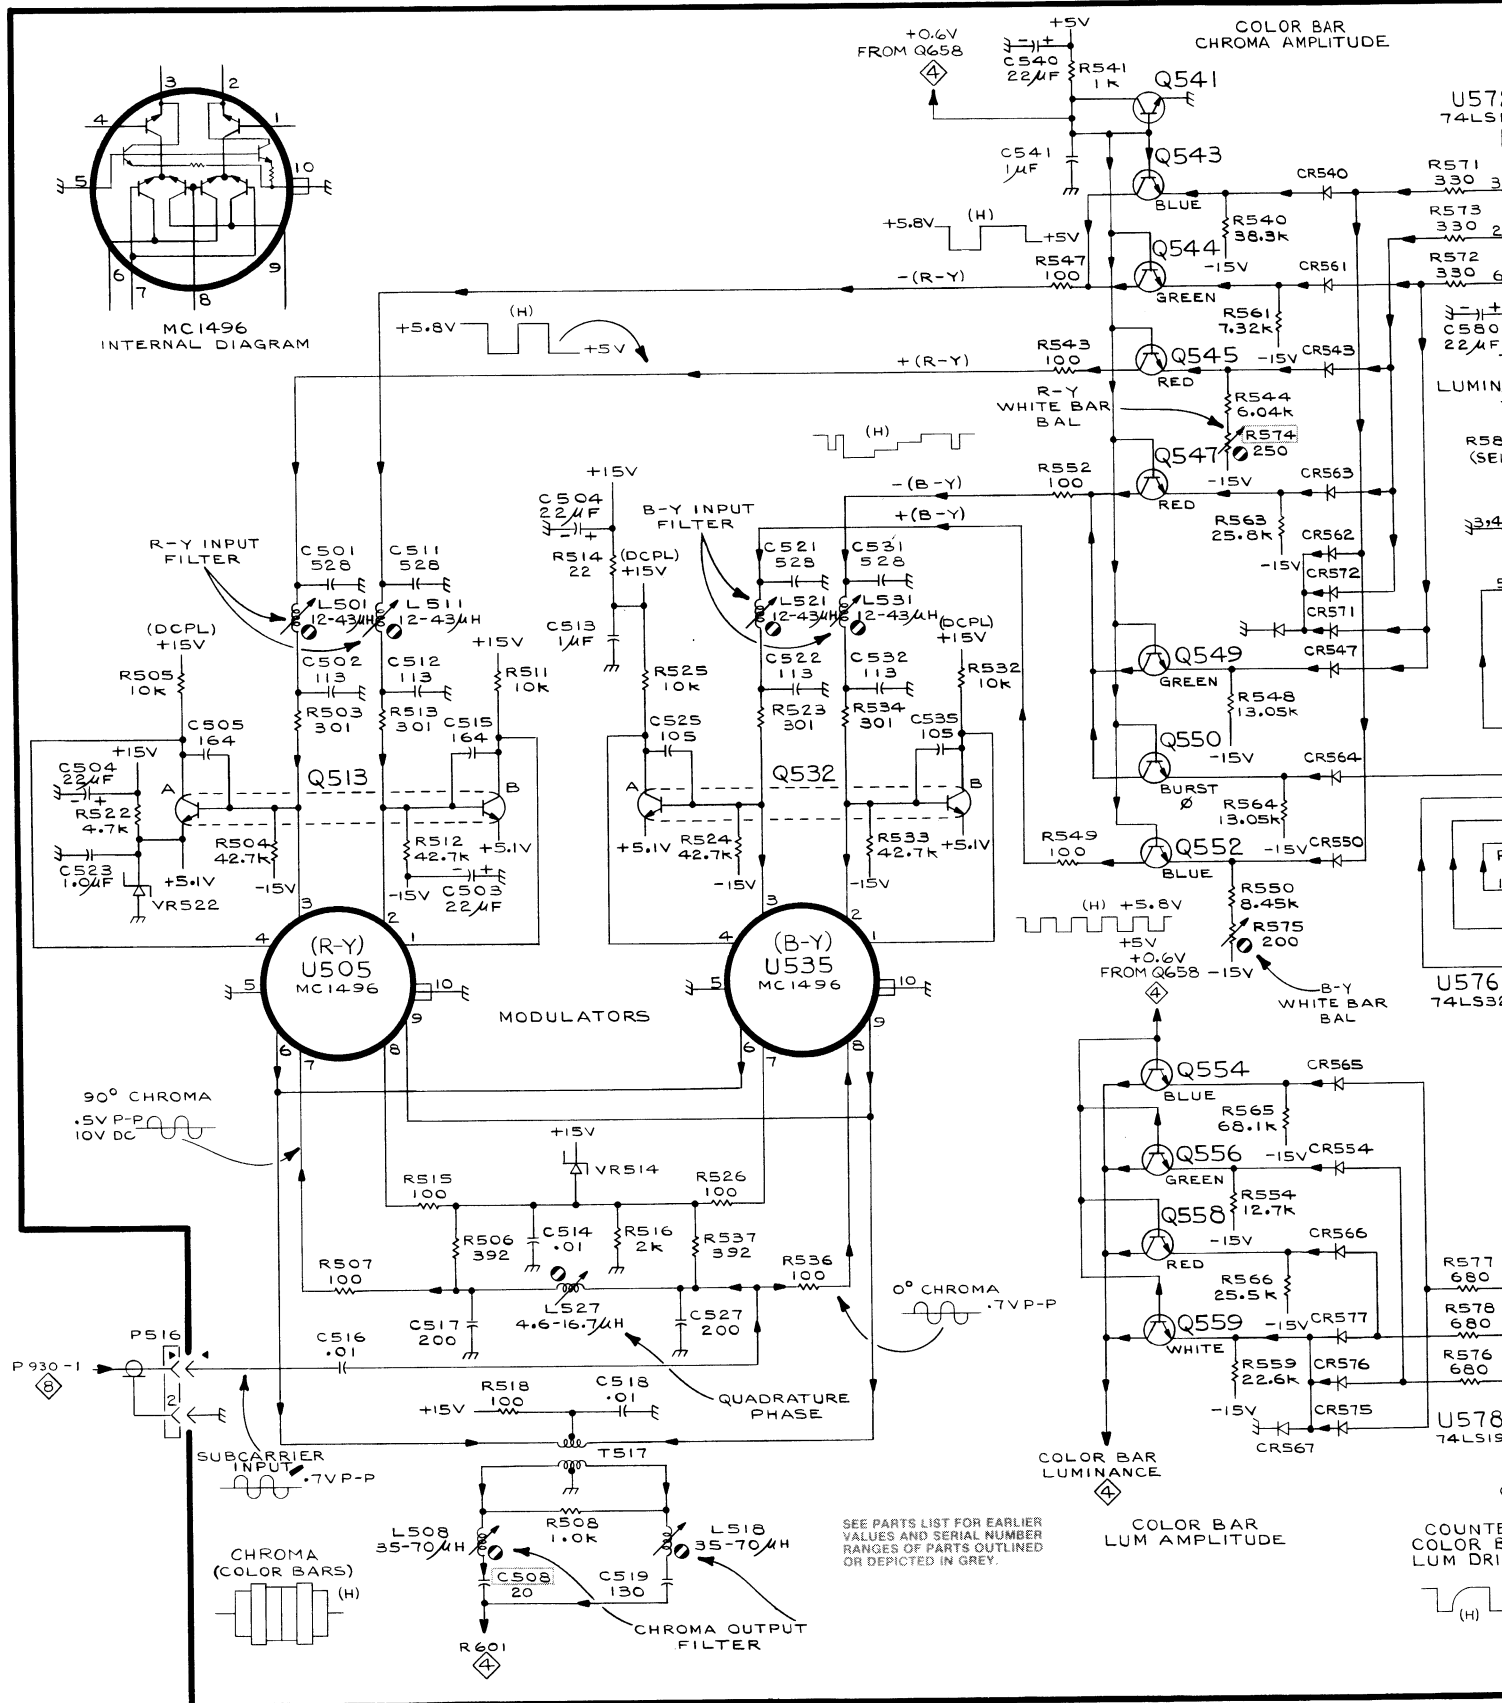 COLOR BAR
CHROMA AMPLITUDE
+0.6V
FROM Q658
4
+5V
C540
22µF
R541
1K
Q541
C541
1µF
Q543
BLUE
CR540
R571
330
3
R573
330
2
R572
330
6
R540
38.3K
-15V
+5.8V
(H)
+5V
Q544
GREEN
CR561
R547
100
-(R-Y)
R561
7.32K
-15V
C580
22µF
3
2
4
1
5
10
6
7
8
9
MC1496
INTERNAL DIAGRAM
+5.8V
(H)
+5V
R543
100
+(R-Y)
Q545
RED
CR543
R-Y
WHITE BAR
BAL
R544
6.04K
R574
250
-15V
(H)
Q547
RED
CR563
R552
100
-(B-Y)
+(B-Y)
R563
25.8K
-15V
CR562
CR572
CR571
CR547
R-Y INPUT
FILTER
C501
528
C511
528
L501
12-43µH
L511
12-43µH
C502
113
C512
113
R503
301
R513
301
(DCPL)
+15V
R505
10K
C505
164
+15V
R511
10K
C515
164
+15V
C504
22µF
R514
22
(DCPL)
+15V
C513
1µF
B-Y INPUT
FILTER
C521
528
C531
528
L521
12-43µH
L531
12-43µH
C522
113
C532
113
R523
301
R534
301
R525
10K
C525
105
(DCPL)
+15V
R532
10K
C535
105
Q549
GREEN
R548
13.05K
-15V
Q550
BURST
Ø
CR564
R564
13.05K
-15V
R549
100
Q552
BLUE
CR550
R550
8.45K
R575
200
-15V
B-Y
WHITE BAR
BAL
+15V
C504
22µF
R522
4.7K
C523
1.0µF
VR522
A
Q513
B
+5.1V
R504
42.7K
-15V
R512
42.7K
-15V
C503
22µF
+5.1V
A
Q532
B
+5.1V
R524
42.7K
-15V
R533
42.7K
-15V
+5.1V
(H)
+5.8V
+5V
3
2
4
1
(R-Y)
U505
MC1496
5
10
6
7
8
9
MODULATORS
3
2
4
1
(B-Y)
U535
MC1496
5
10
6
7
8
9
+0.6V
FROM Q658
4
Q554
BLUE
CR565
R565
68.1K
-15V
Q556
GREEN
CR554
R554
12.7K
-15V
Q558
RED
CR566
R566
25.5K
-15V
Q559
WHITE
CR577
R559
22.6K
-15V
CR576
CR575
CR567
R577
680
R578
680
R576
680
90° CHROMA
.5V P-P
10V DC
+15V
VR514
R515
100
R526
100
R506
392
C514
.01
R516
2K
R537
392
R507
100
L527
4.6-16.7µH
R536
100
C517
200
C527
200
0° CHROMA
.7V P-P
P516
P930-1
8
2
C516
.01
QUADRATURE
PHASE
SUBCARRIER
INPUT
.7V P-P
+15V
R518
100
C518
.01
T517
R508
1.0K
L508
35-70µH
L518
35-70µH
C508
20
C519
130
CHROMA OUTPUT
FILTER
R601
4
CHROMA
(COLOR BARS)
(H)
COLOR BAR
LUMINANCE
4
COLOR BAR
LUM AMPLITUDE
SEE PARTS LIST FOR EARLIER
VALUES AND SERIAL NUMBER
RANGES OF PARTS OUTLINED
OR DEPICTED IN GREY.
U576
74LS32
U578
(H)